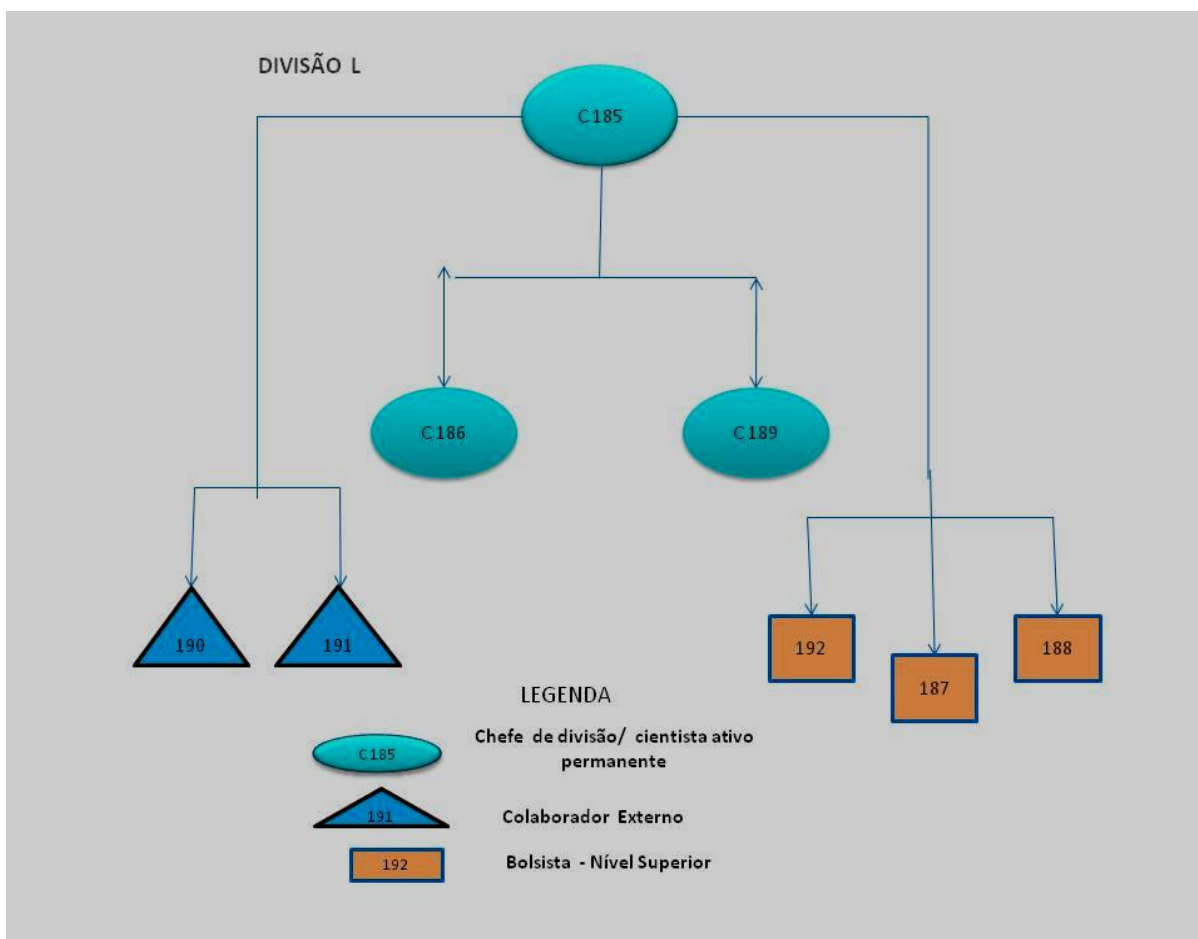 DIVISÃO L
C185
C186
C189
190
191
192
187
188
LEGENDA
C185
Chefe de divisão/ cientista ativo
permanente
191
Colaborador Externo
192
Bolsista - Nível Superior